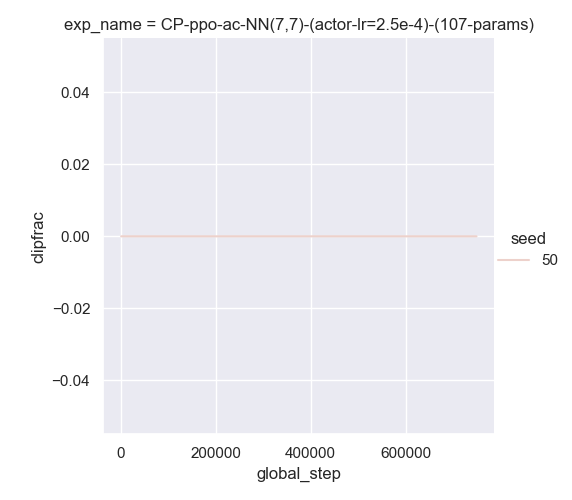 exp_name = CP-ppo-ac-NN(7,7)-(actor-lr=2.5e-4)-(107-params)
0.04
0.02
0.00
−0.02
−0.04
clipfrac
seed
50
0
200000
400000
600000
global_step